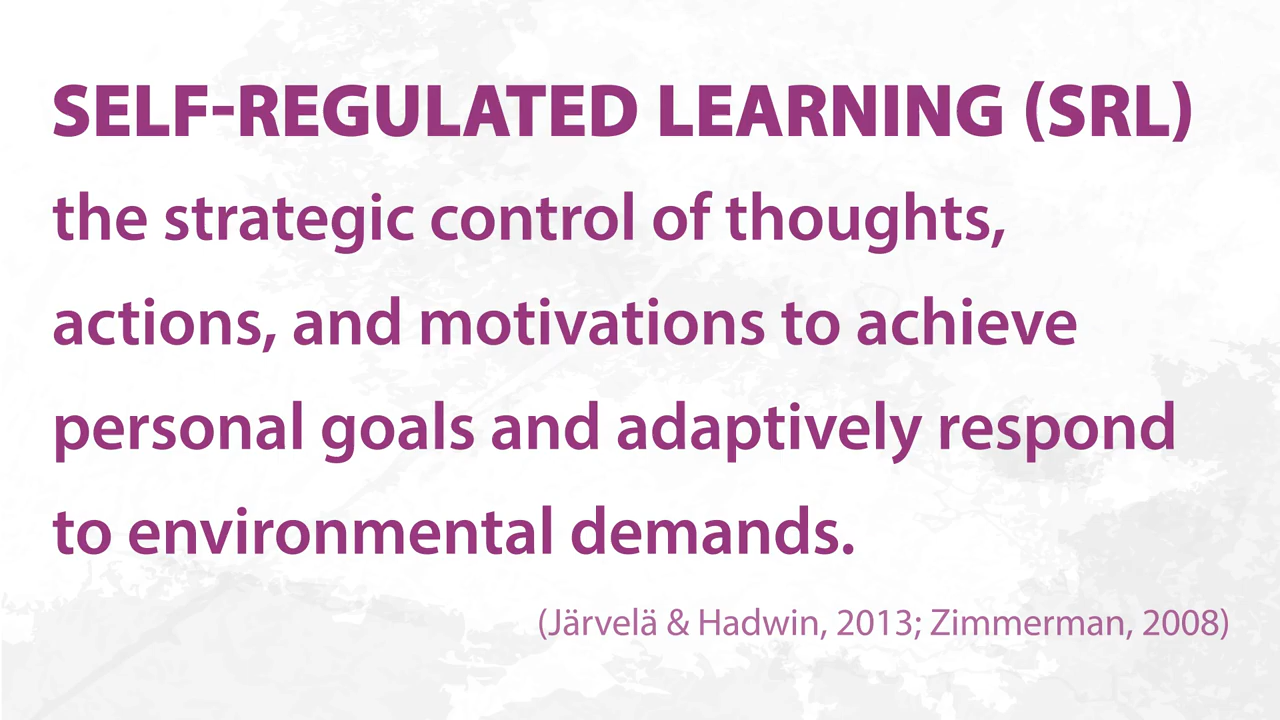 SELF-REGULATED LEARNING (SRL)
the strategic control of thoughts,
actions, and motivations to achieve
personal goals and adaptively respond
to environmental demands.
(Järvelä & Hadwin, 2013; Zimmerman, 2008)